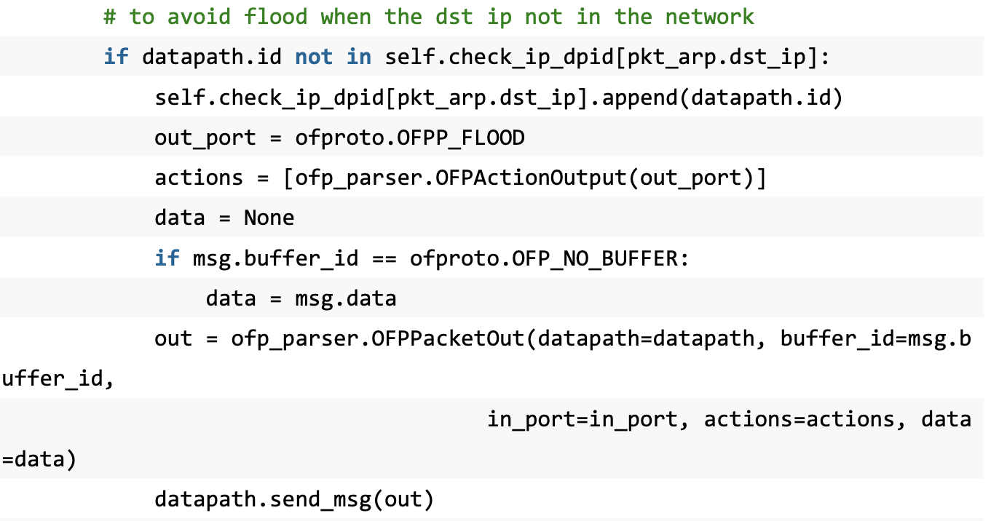 # to avoid flood when the dst ip not in the network
if datapath.id not in self.check_ip_dpid[pkt_arp.dst_ip]:
self.check_ip_dpid[pkt_arp.dst_ip].append(datapath.id)
out_port = ofproto.OFPP_FLOOD
actions = [ofp_parser.OFPActionOutput(out_port)]
data = None
if msg.buffer_id == ofproto.OFP_NO_BUFFER:
data = msg.data
out = ofp_parser.OFPPacketOut(datapath=datapath, buffer_id=msg.b
uffer_id,
in_port=in_port, actions=actions, data
=data)
datapath.send_msg(out)